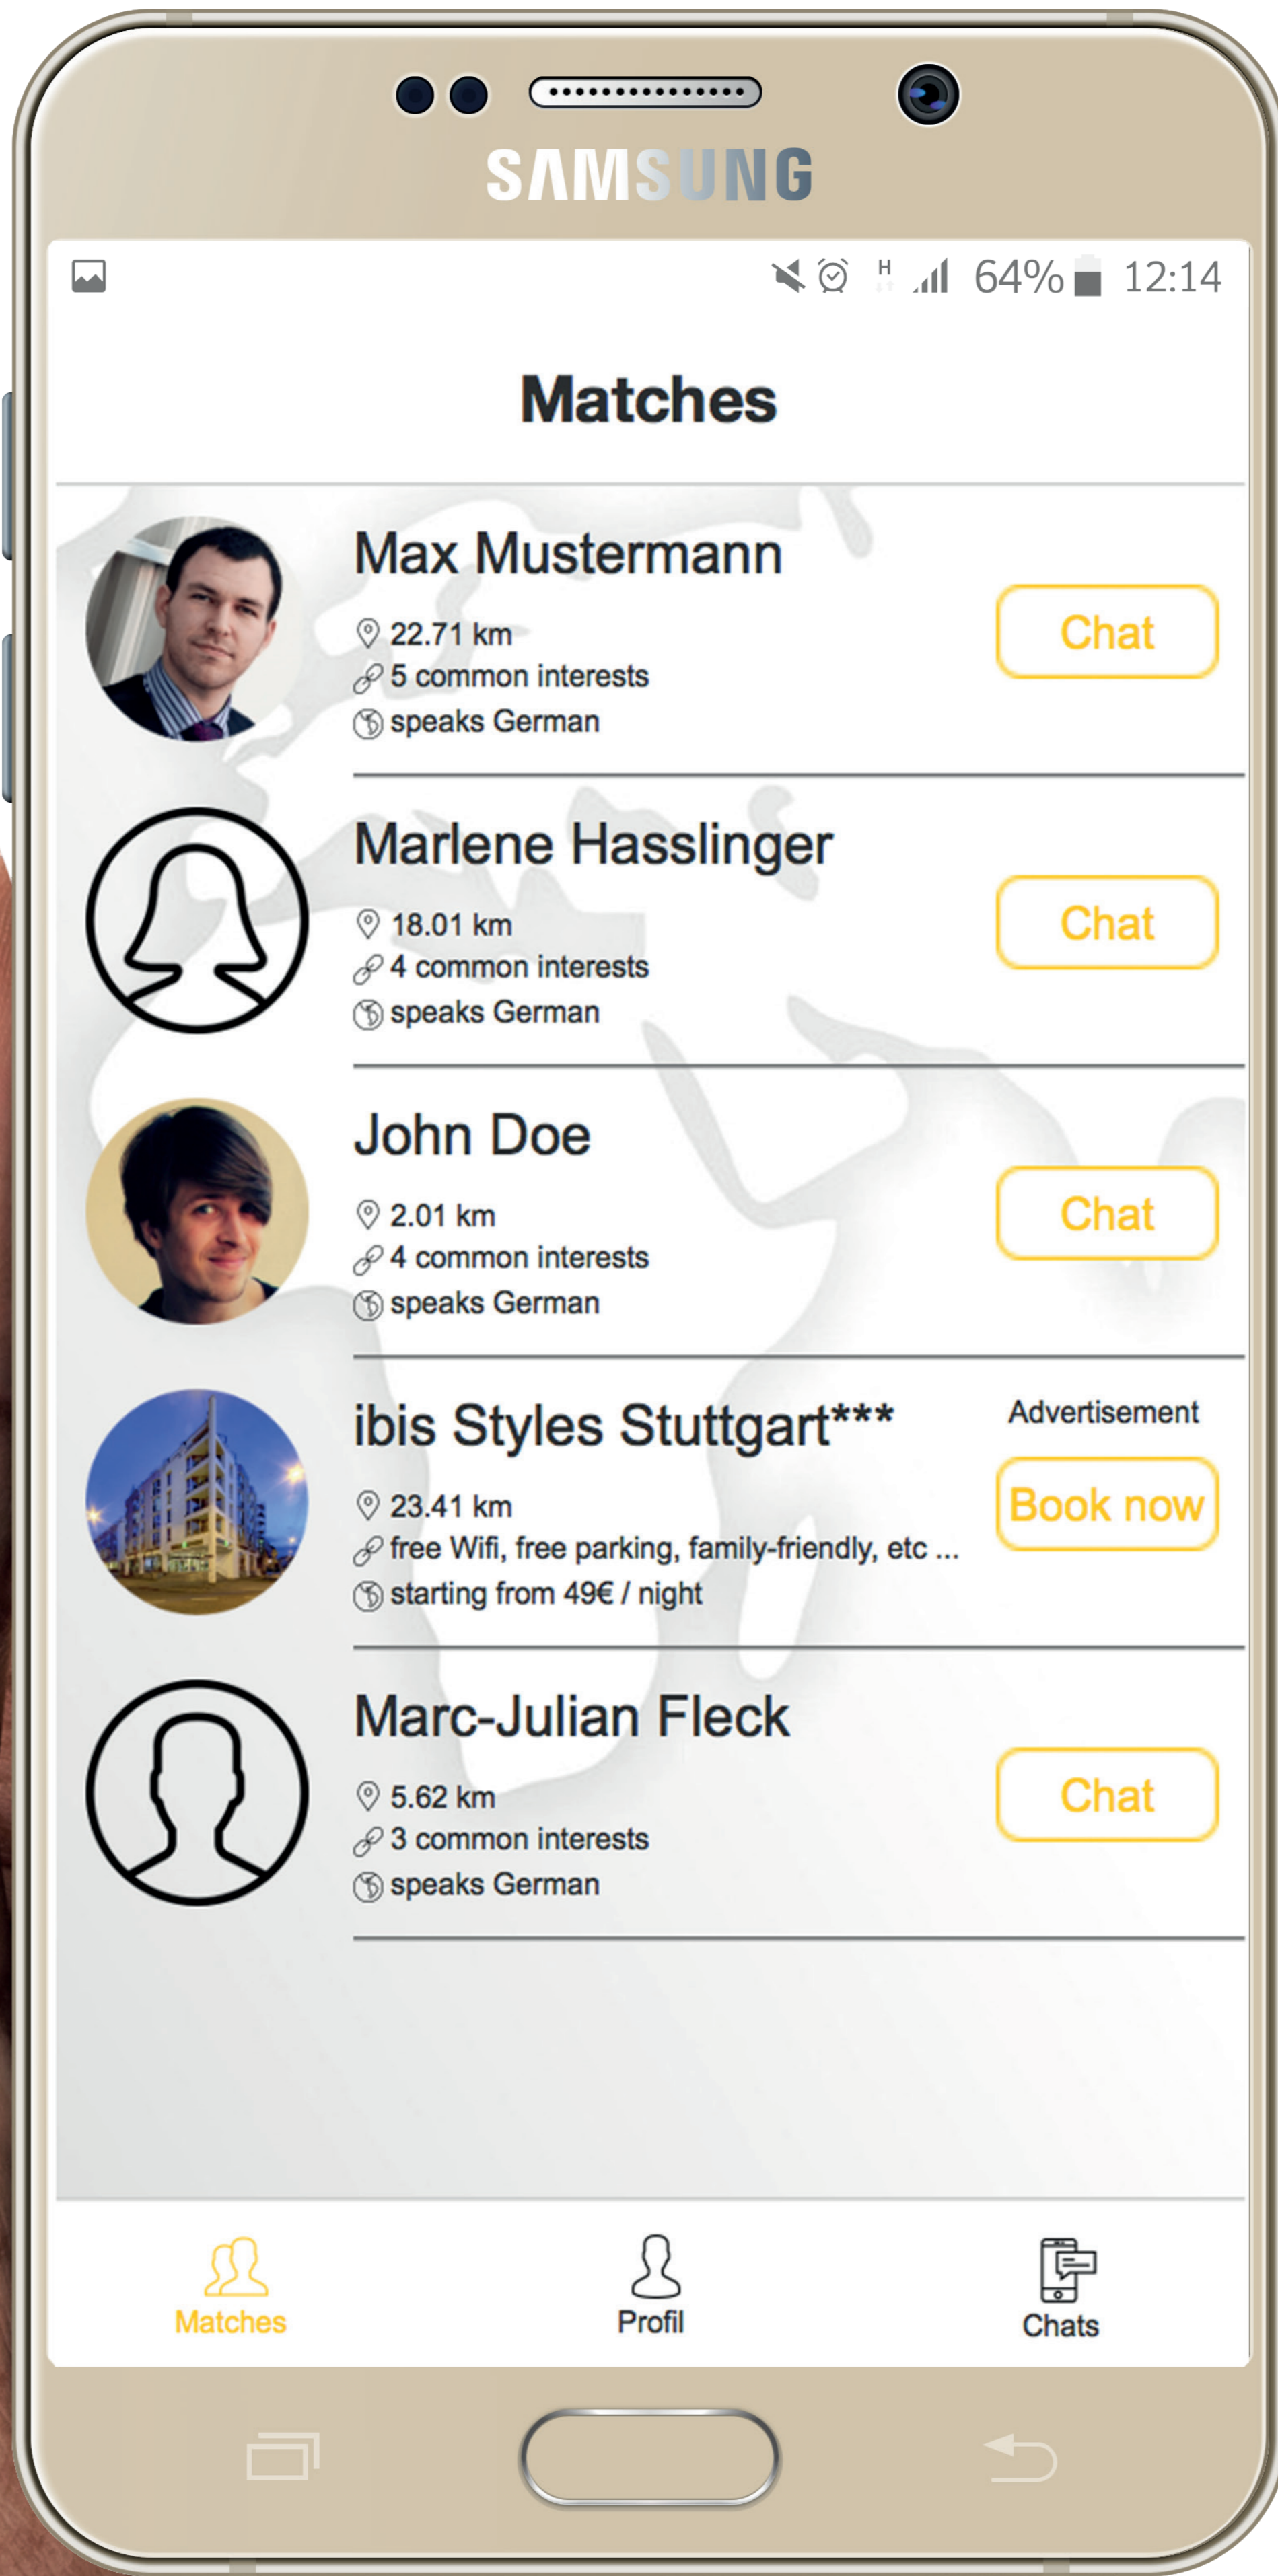 SAMSUNG
H 64% 12:14
Matches
Max Mustermann
22.71 km
5 common interests
speaks German
Chat
Marlene Hasslinger
18.01 km
4 common interests
speaks German
Chat
John Doe
2.01 km
4 common interests
speaks German
Chat
ibis Styles Stuttgart***
Advertisement
23.41 km
free Wifi, free parking, family-friendly, etc ...
starting from 49€ / night
Book now
Marc-Julian Fleck
5.62 km
3 common interests
speaks German
Chat
Matches
Profil
Chats